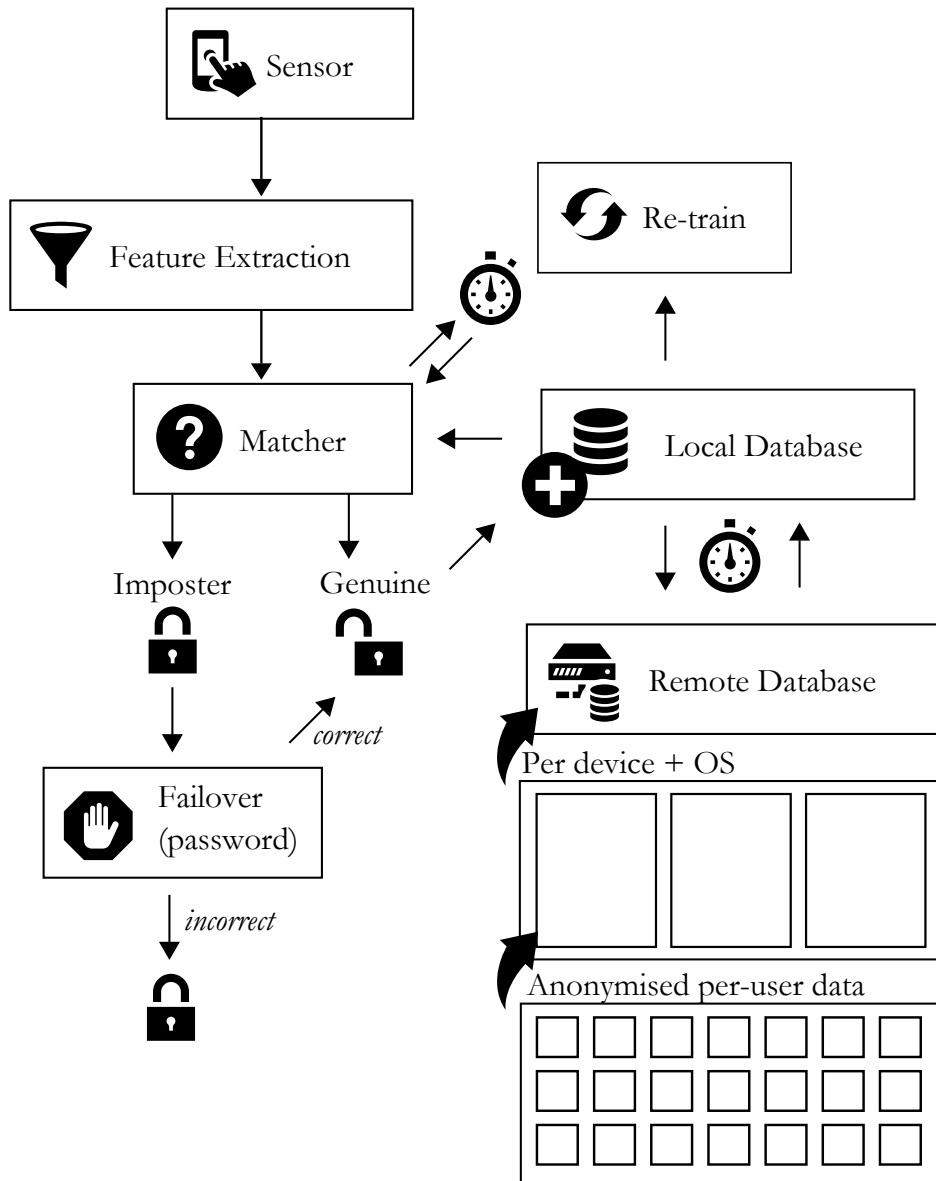 Sensor
Feature Extraction
Re-train
Matcher
Local Database
Imposter
Genuine
Remote Database
correct
Per device + OS
Failover
(password)
incorrect
Anonymised per-user data